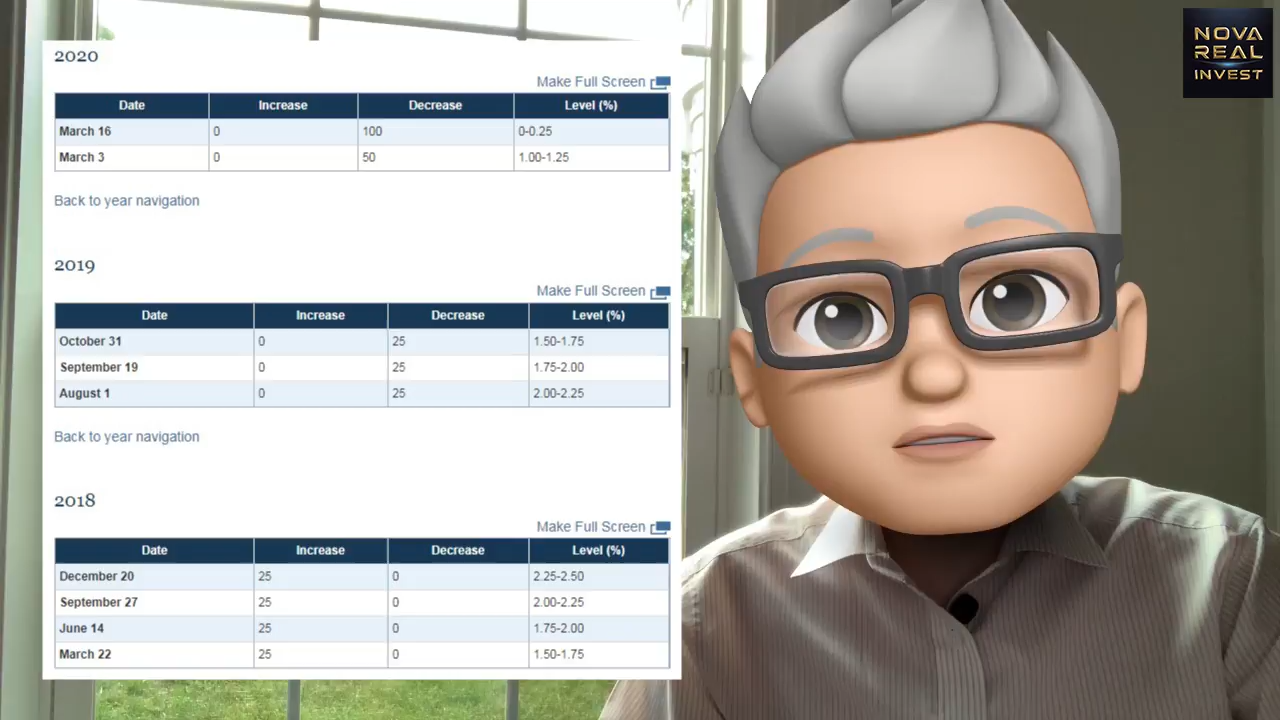 2020
Make Full Screen
Date Increase Decrease Level (%)
March 16 0 100 0-0.25
March 3 0 50 1.00-1.25
Back to year navigation
2019
Make Full Screen
Date Increase Decrease Level (%)
October 31 0 25 1.50-1.75
September 19 0 25 1.75-2.00
August 1 0 25 2.00-2.25
Back to year navigation
2018
Make Full Screen
Date Increase Decrease Level (%)
December 20 25 0 2.25-2.50
September 27 25 0 2.00-2.25
June 14 25 0 1.75-2.00
March 22 25 0 1.50-1.75
NOVA
REAL
INVEST